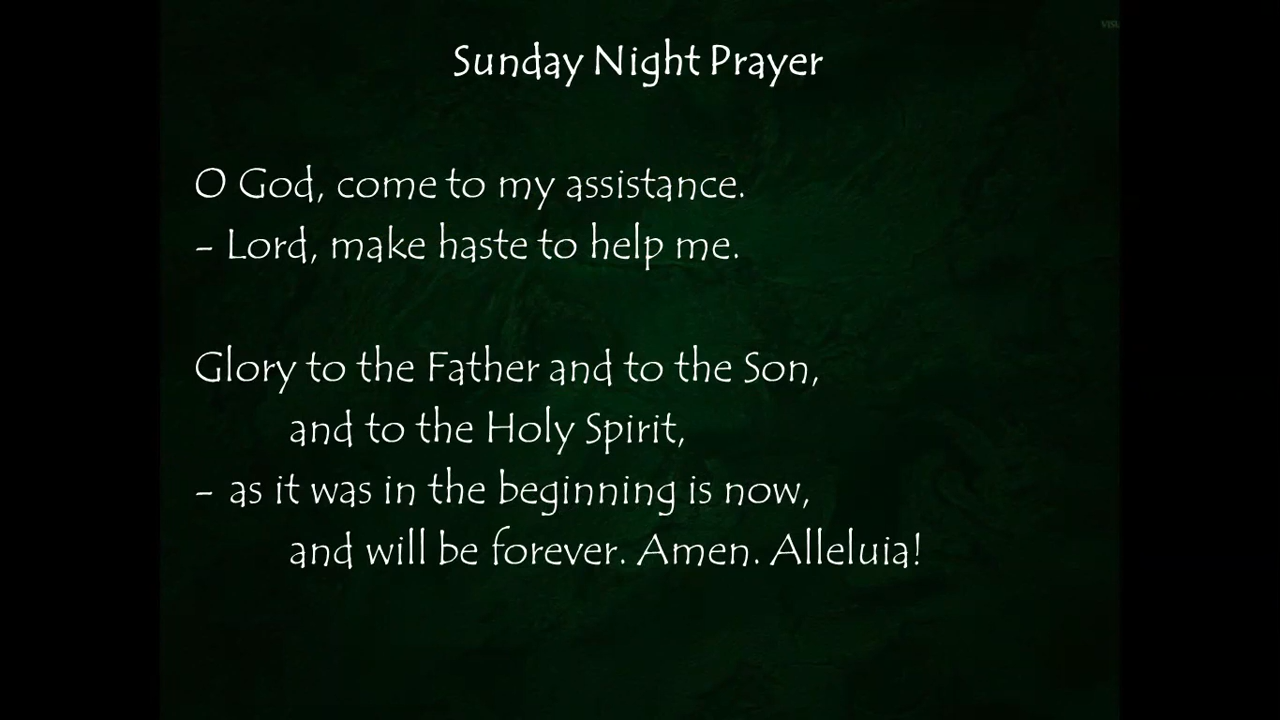 Sunday Night Prayer
O God, come to my assistance.
- Lord, make haste to help me.
Glory to the Father and to the Son,
and to the Holy Spirit,
- as it was in the beginning is now,
and will be forever. Amen. Alleluia!